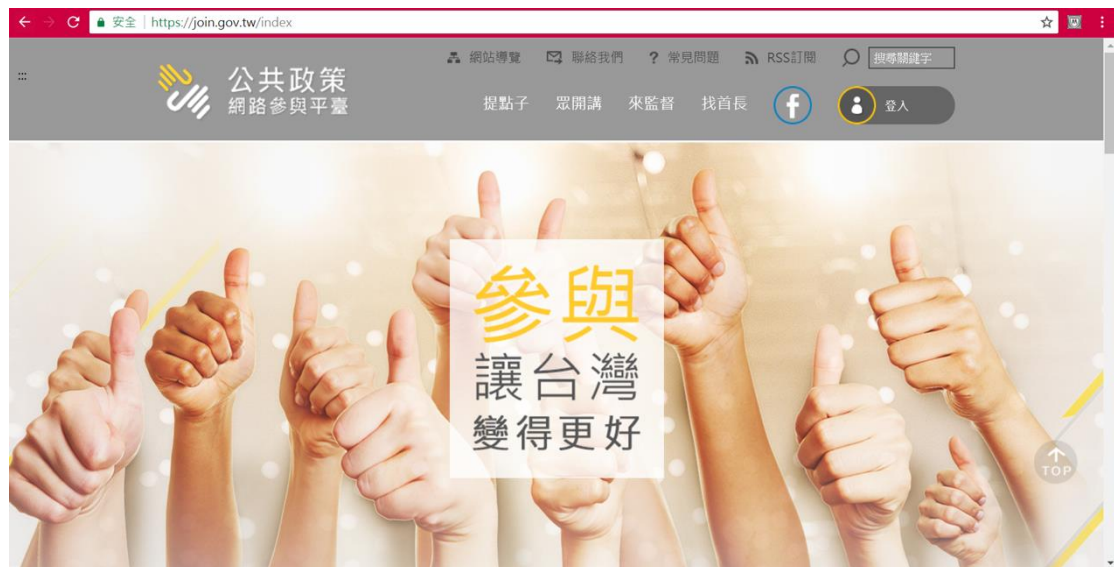 安全 | https://join.gov.tw/index
網站導覽 聯絡我們 ? 常見問題 RSS訂閱 搜尋關鍵字
公共政策
網路參與平臺
提點子 眾開講 來監督 找首長 f 登入
參與
讓台灣
變得更好
TOP